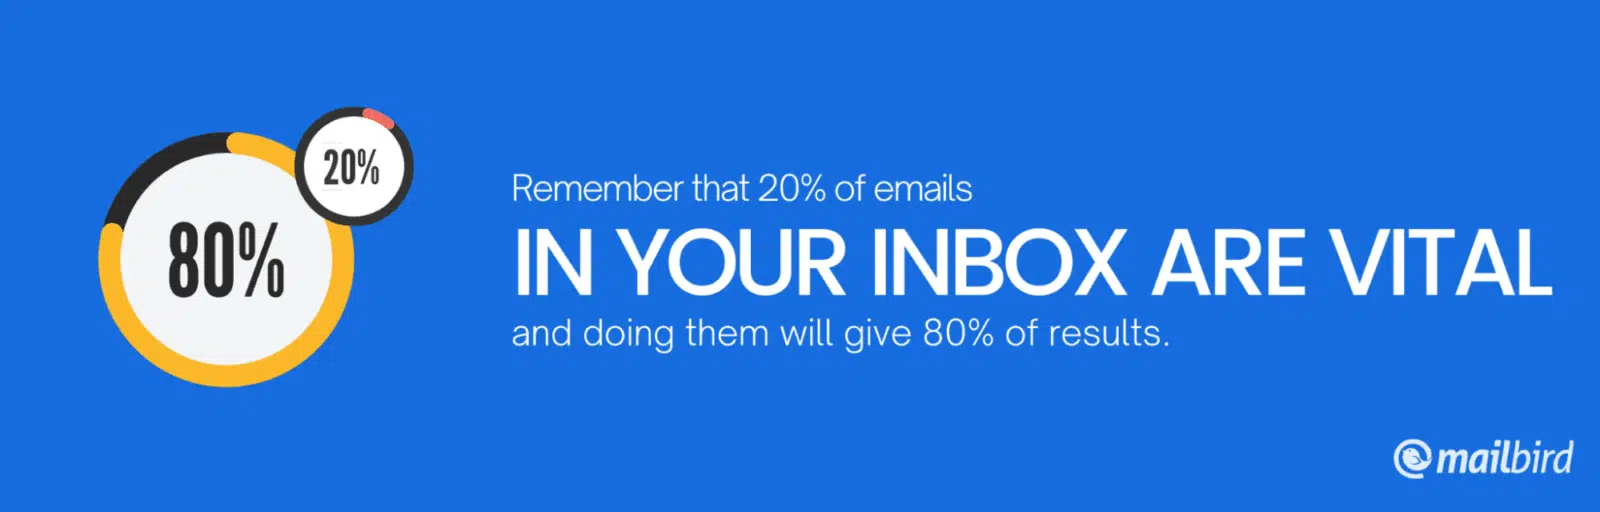 20%
80%
Remember that 20% of emails
IN YOUR INBOX ARE VITAL
and doing them will give 80% of results.
mailbird